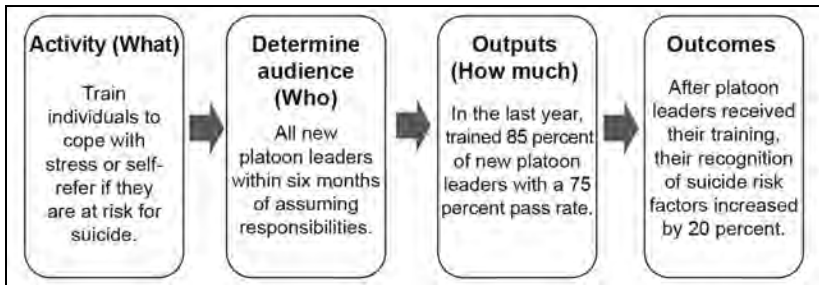 Activity (What)
Train
individuals to
cope with
stress or self-
refer if they
are at risk for
suicide.
Determine
audience
(Who)
All new
platoon leaders
within six months
of assuming
responsibilities.
Outputs
(How much)
In the last year,
trained 85 percent
of new platoon
leaders with a 75
percent pass rate.
Outcomes
After platoon
leaders received
their training,
their recognition
of suicide risk
factors increased
by 20 percent.